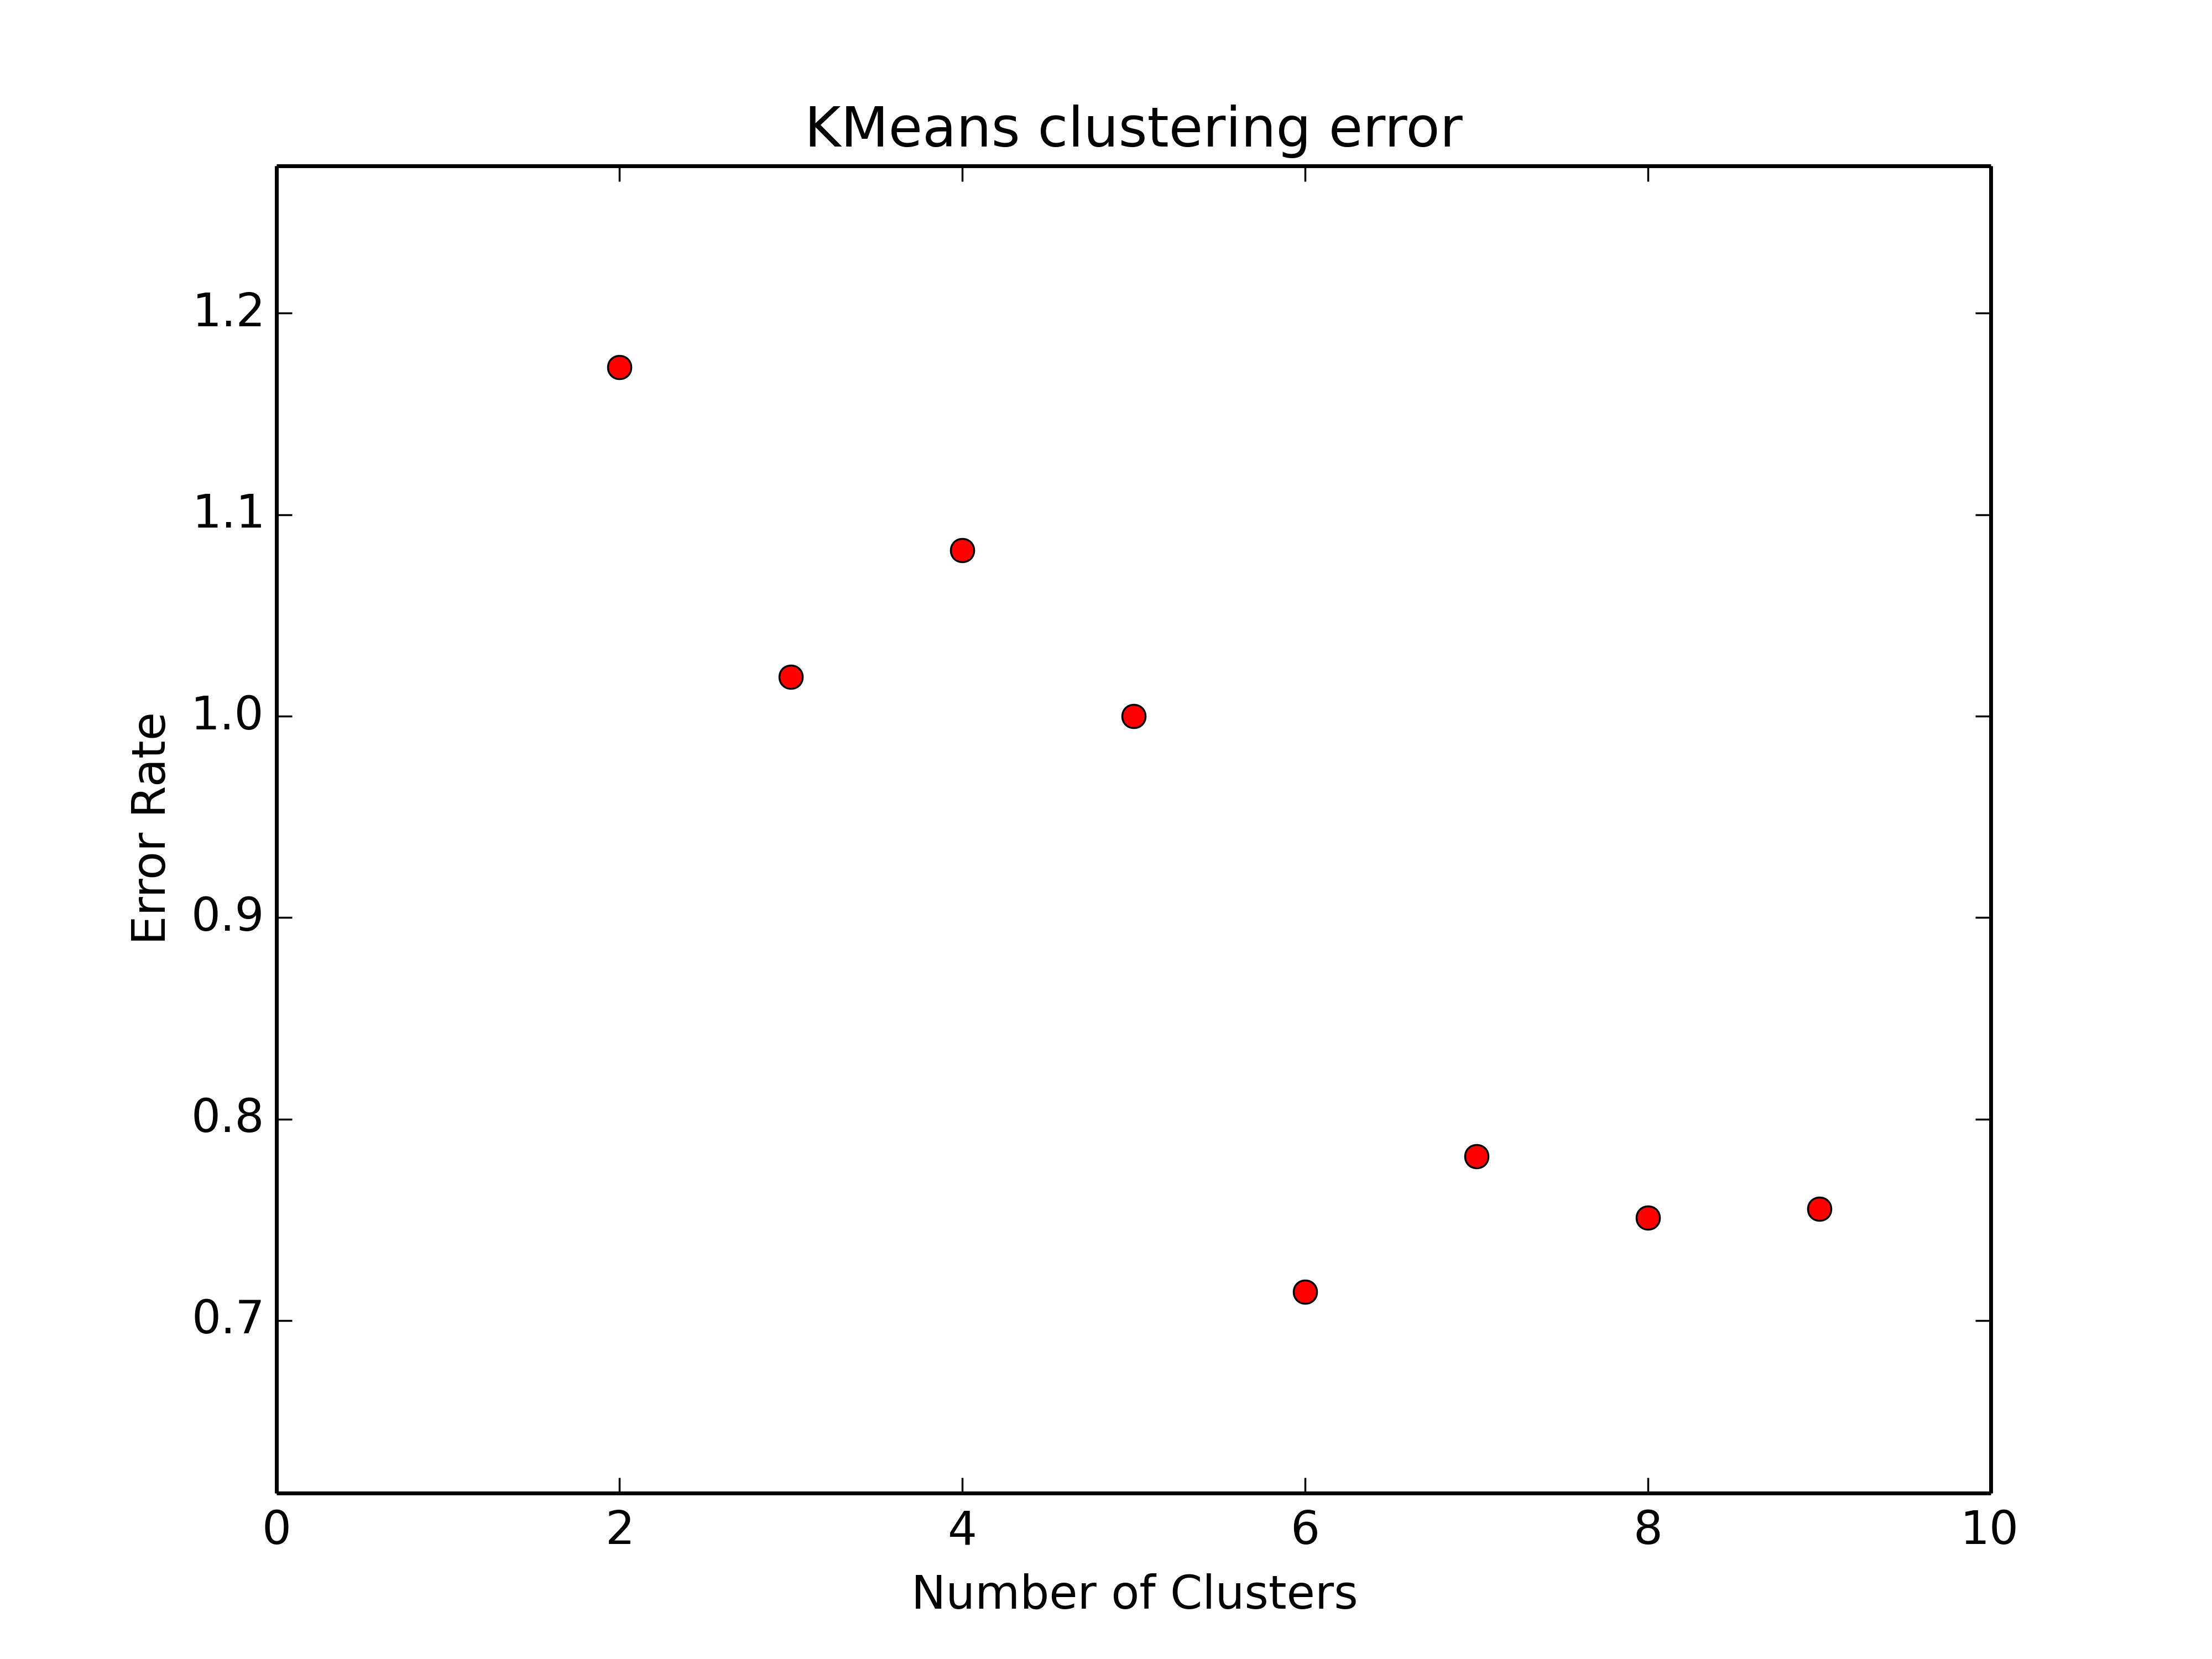 KMeans clustering error
1.2
1.1
1.0
0.9
0.8
0.7
Error Rate
0 2 4 6 8 10
Number of Clusters